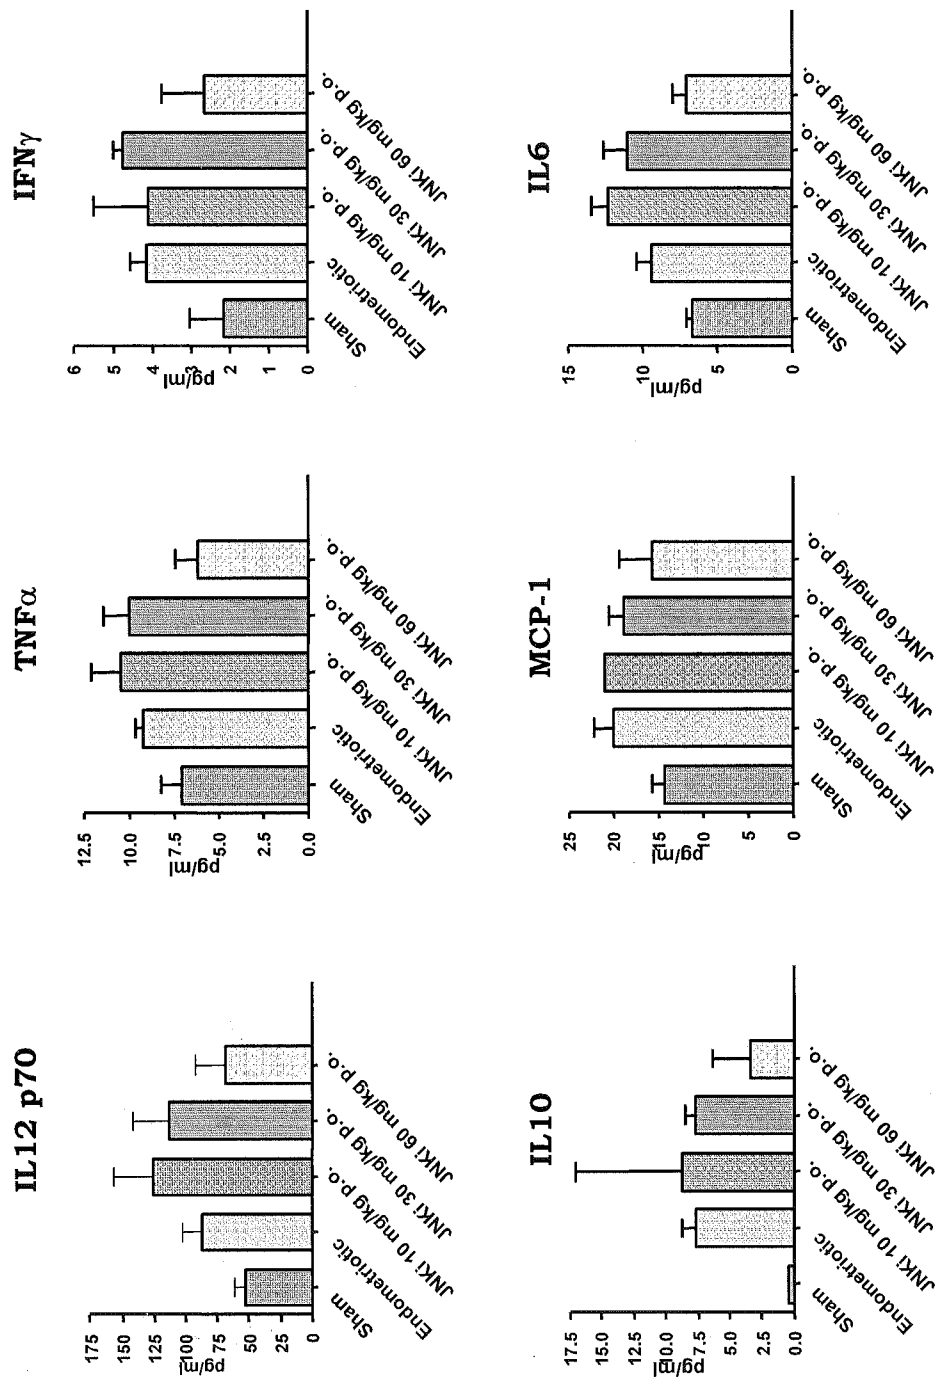 IL12 p70
175
150
125
100
75
50
25
0
pg/ml
Sham
Endometriotic
JNKi 10 mg/kg p.o.
JNKi 30 mg/kg p.o.
JNKi 60 mg/kg p.o.
TNFα
12.5
10.0
7.5
5.0
2.5
0.0
pg/ml
Sham
Endometriotic
JNKi 10 mg/kg p.o.
JNKi 30 mg/kg p.o.
JNKi 60 mg/kg p.o.
IFNγ
6
5
4
3
2
1
0
pg/ml
Sham
Endometriotic
JNKi 10 mg/kg p.o.
JNKi 30 mg/kg p.o.
JNKi 60 mg/kg p.o.
IL10
17.5
15.0
12.5
10.0
7.5
5.0
2.5
0.0
pg/ml
Sham
Endometriotic
JNKi 10 mg/kg p.o.
JNKi 30 mg/kg p.o.
JNKi 60 mg/kg p.o.
MCP-1
25
20
15
10
5
0
pg/ml
Sham
Endometriotic
JNKi 10 mg/kg p.o.
JNKi 30 mg/kg p.o.
JNKi 60 mg/kg p.o.
IL6
15
10
5
0
pg/ml
Sham
Endometriotic
JNKi 10 mg/kg p.o.
JNKi 30 mg/kg p.o.
JNKi 60 mg/kg p.o.